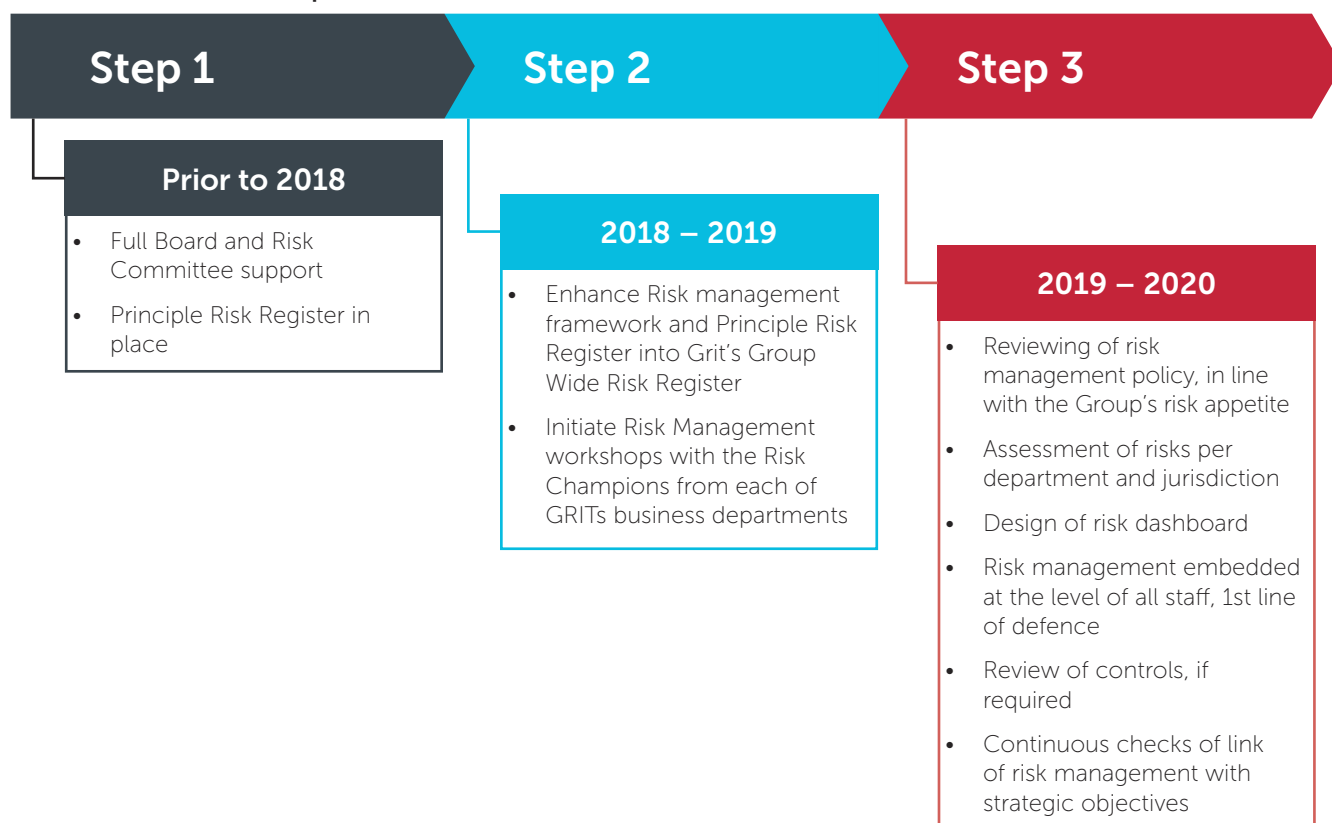 Step 1
Step 2
Step 3
Prior to 2018
• Full Board and Risk
Committee support
• Principle Risk Register in
place
2018 – 2019
• Enhance Risk management
framework and Principle Risk
Register into Grit's Group
Wide Risk Register
• Initiate Risk Management
workshops with the Risk
Champions from each of
GRITs business departments
2019 – 2020
• Reviewing of risk
management policy, in line
with the Group's risk appetite
• Assessment of risks per
department and jurisdiction
• Design of risk dashboard
• Risk management embedded
at the level of all staff, 1st line
of defence
• Review of controls, if
required
• Continuous checks of link
of risk management with
strategic objectives